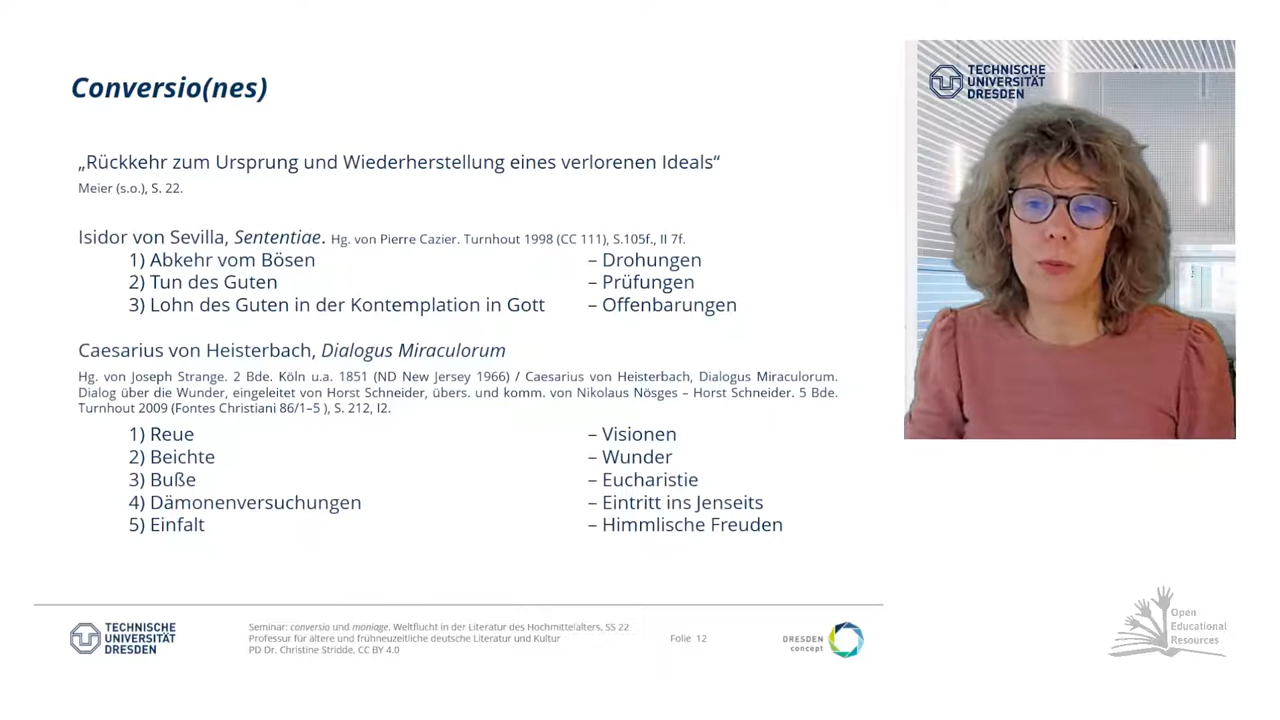 Conversio(nes)
„Rückkehr zum Ursprung und Wiederherstellung eines verlorenen Ideals“
Meier (s.o.), S. 22.
Isidor von Sevilla, Sententiae. Hg. von Pierre Cazier. Turnhout 1998 (CC 111), S.105f., II 7f.
1) Abkehr vom Bösen – Drohungen
2) Tun des Guten – Prüfungen
3) Lohn des Guten in der Kontemplation in Gott – Offenbarungen
Caesarius von Heisterbach, Dialogus Miraculorum
Hg. von Joseph Strange. 2 Bde. Köln u.a. 1851 (ND New Jersey 1966) / Caesarius von Heisterbach, Dialogus Miraculorum.
Dialog über die Wunder, eingeleitet von Horst Schneider, übers. und komm. von Nikolaus Nösges – Horst Schneider. 5 Bde.
Turnhout 2009 (Fontes Christiani 86/1–5 ), S. 212, I2.
1) Reue – Visionen
2) Beichte – Wunder
3) Buße – Eucharistie
4) Dämonenversuchungen – Eintritt ins Jenseits
5) Einfalt – Himmlische Freuden
TECHNISCHE
UNIVERSITÄT
DRESDEN
Seminar: conversio und moniage. Weltflucht in der Literatur des Hochmittelalters, SS 22
Professur für ältere und frühneuzeitliche deutsche Literatur und Kultur
PD Dr. Christine Stridde, CC BY 4.0
Folie 12
DRESDEN
concept
TECHNISCHE
UNIVERSITÄT
DRESDEN
Open
Educational
Resources